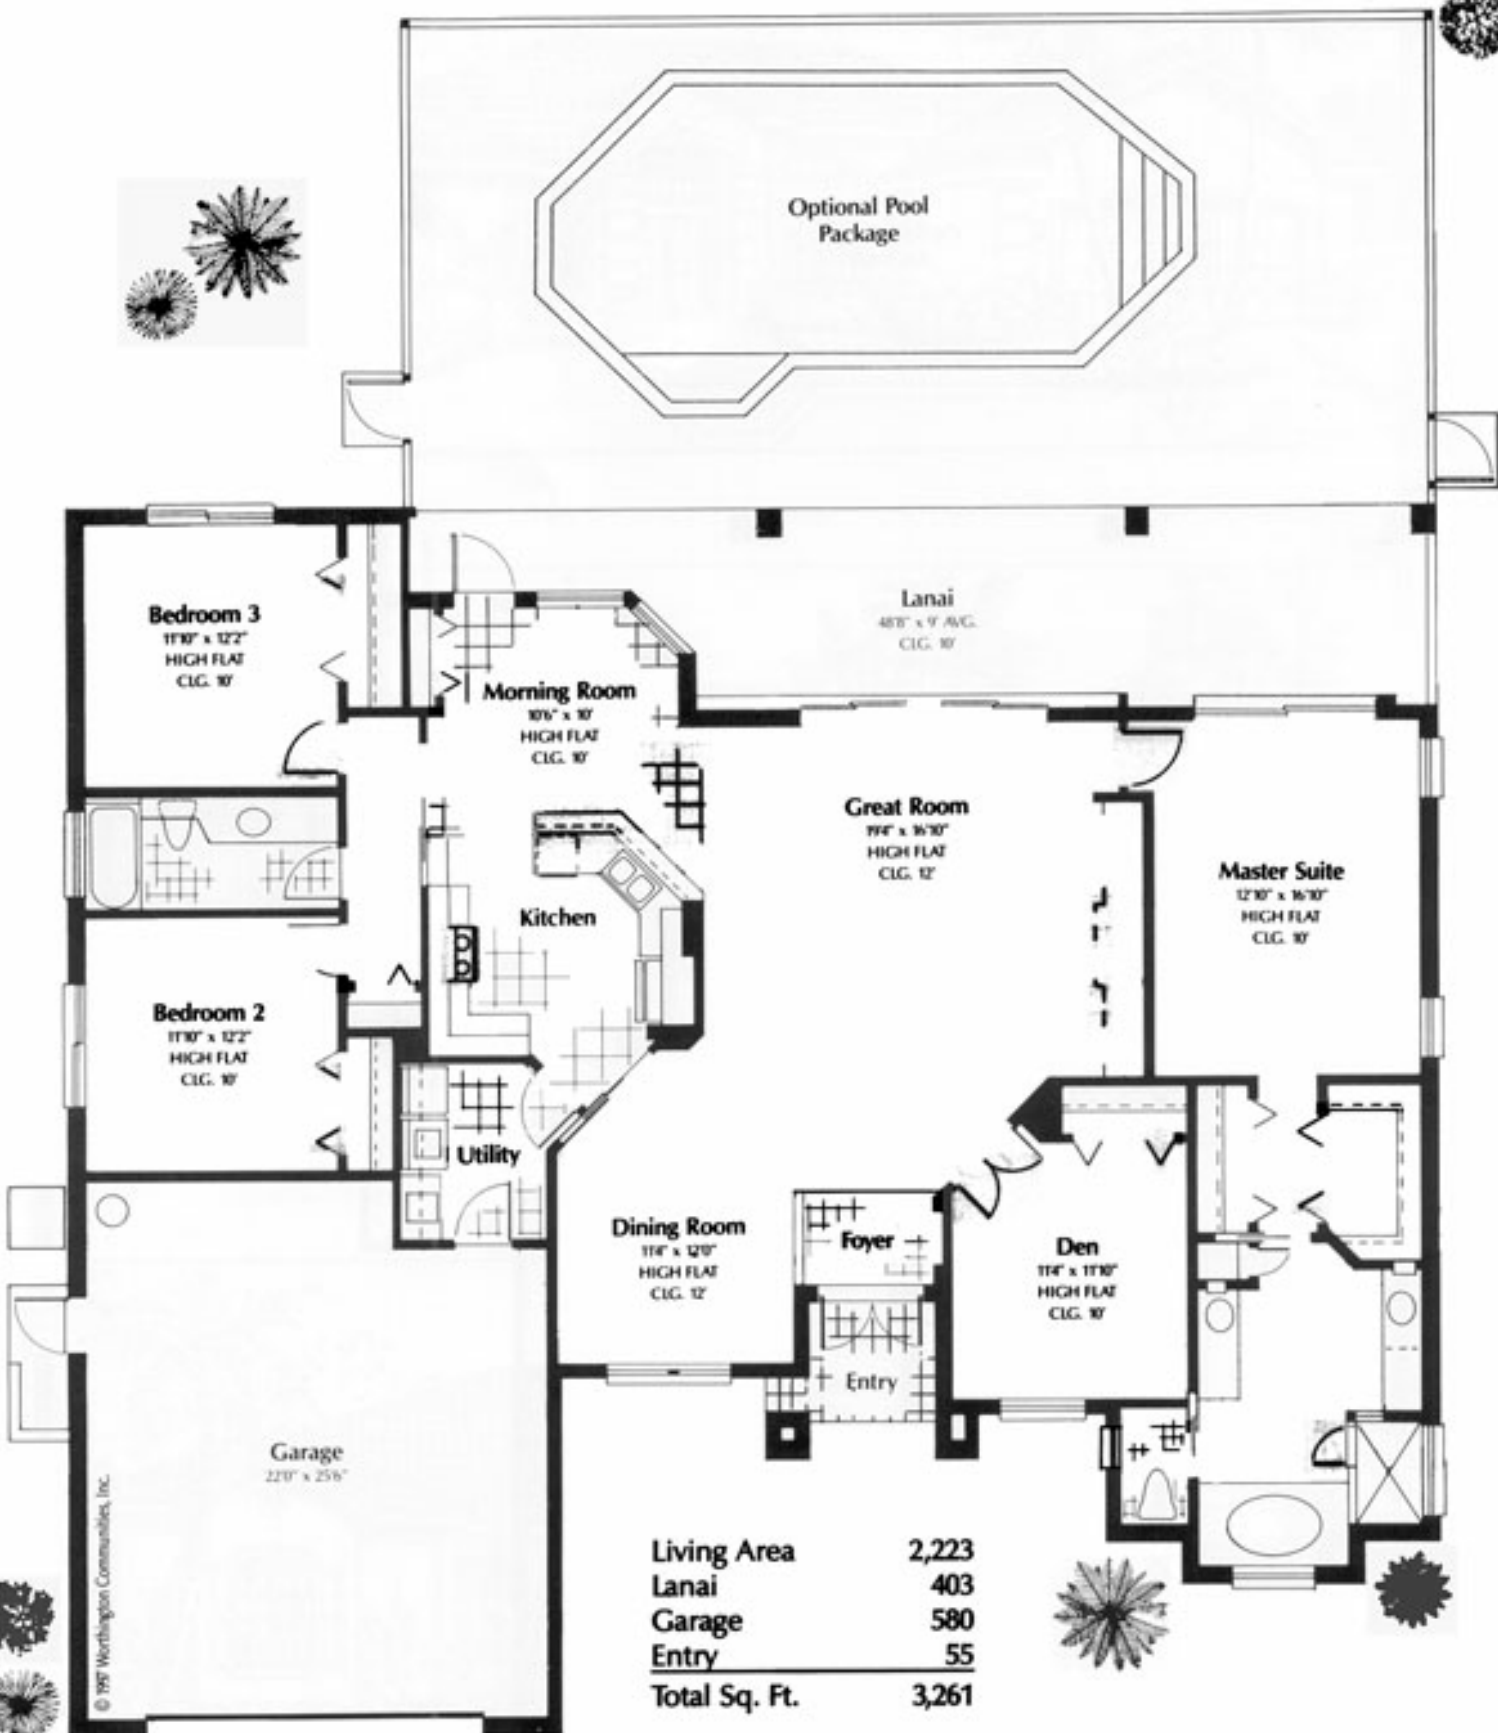 Optional Pool
Package
Lanai
48'8" x 9' AVG.
CLG. 10'
Bedroom 3
11'10" x 12'2"
HIGH FLAT
CLG. 10'
Morning Room
10'6" x 10'
HIGH FLAT
CLG. 10'
Great Room
19'4" x 16'10"
HIGH FLAT
CLG. 12'
Master Suite
12'10" x 16'10"
HIGH FLAT
CLG. 10'
Kitchen
Bedroom 2
11'10" x 12'2"
HIGH FLAT
CLG. 10'
Utility
Dining Room
11'4" x 12'0"
HIGH FLAT
CLG. 12'
Foyer
Den
11'4" x 11'10"
HIGH FLAT
CLG. 10'
Entry
Garage
22'0" x 25'6"
© 1997 Worthington Communities, Inc.
Living Area 2,223
Lanai 403
Garage 580
Entry 55
Total Sq. Ft. 3,261